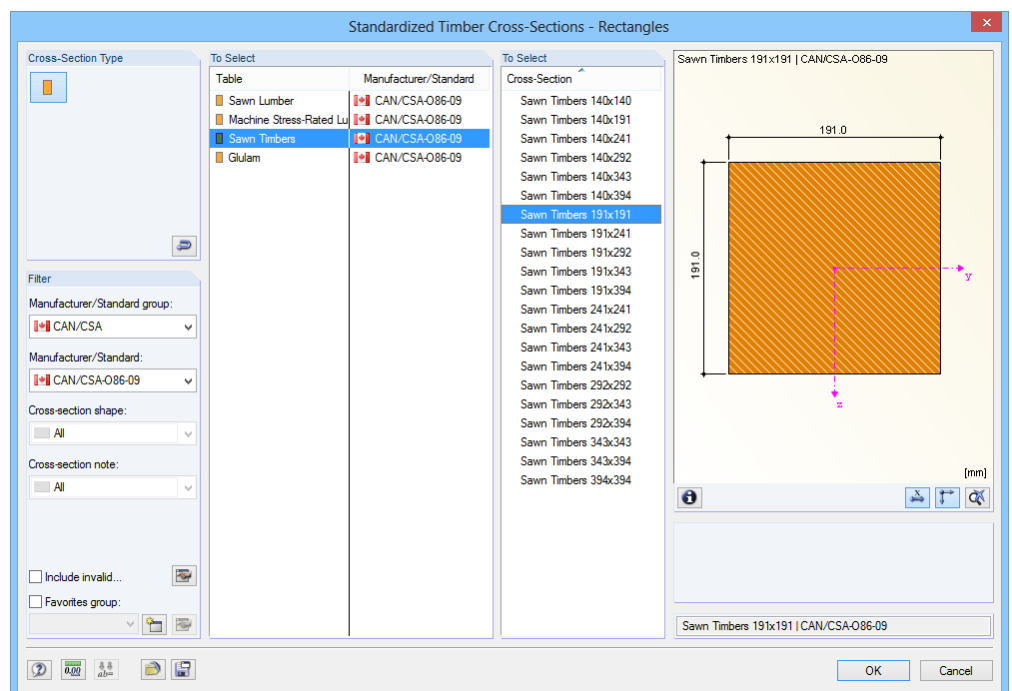 Standardized Timber Cross-Sections - Rectangles
Cross-Section Type
To Select
Table
Manufacturer/Standard
Sawn Lumber CAN/CSA-O86-09
Machine Stress-Rated Lu CAN/CSA-O86-09
Sawn Timbers CAN/CSA-O86-09
Glulam CAN/CSA-O86-09
To Select
Cross-Section
Sawn Timbers 140x140
Sawn Timbers 140x191
Sawn Timbers 140x241
Sawn Timbers 140x292
Sawn Timbers 140x343
Sawn Timbers 140x394
Sawn Timbers 191x191
Sawn Timbers 191x241
Sawn Timbers 191x292
Sawn Timbers 191x343
Sawn Timbers 191x394
Sawn Timbers 241x241
Sawn Timbers 241x292
Sawn Timbers 241x343
Sawn Timbers 241x394
Sawn Timbers 292x292
Sawn Timbers 292x343
Sawn Timbers 292x394
Sawn Timbers 343x343
Sawn Timbers 343x394
Sawn Timbers 394x394
Sawn Timbers 191x191 | CAN/CSA-O86-09
191.0
191.0
y
z
[mm]
X
Filter
Manufacturer/Standard group:
CAN/CSA
Manufacturer/Standard:
CAN/CSA-O86-09
Cross-section shape:
All
Cross-section note:
All
Include invalid...
Favorites group:
Sawn Timbers 191x191 | CAN/CSA-O86-09
0.00
ab=
OK
Cancel